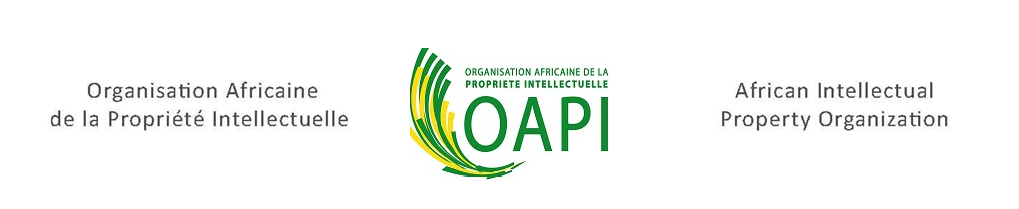 Organisation Africaine
de la Propriété Intellectuelle
ORGANISATION AFRICAINE DE LA
PROPRIETE INTELLECTUELLE
OAPI
African Intellectual
Property Organization